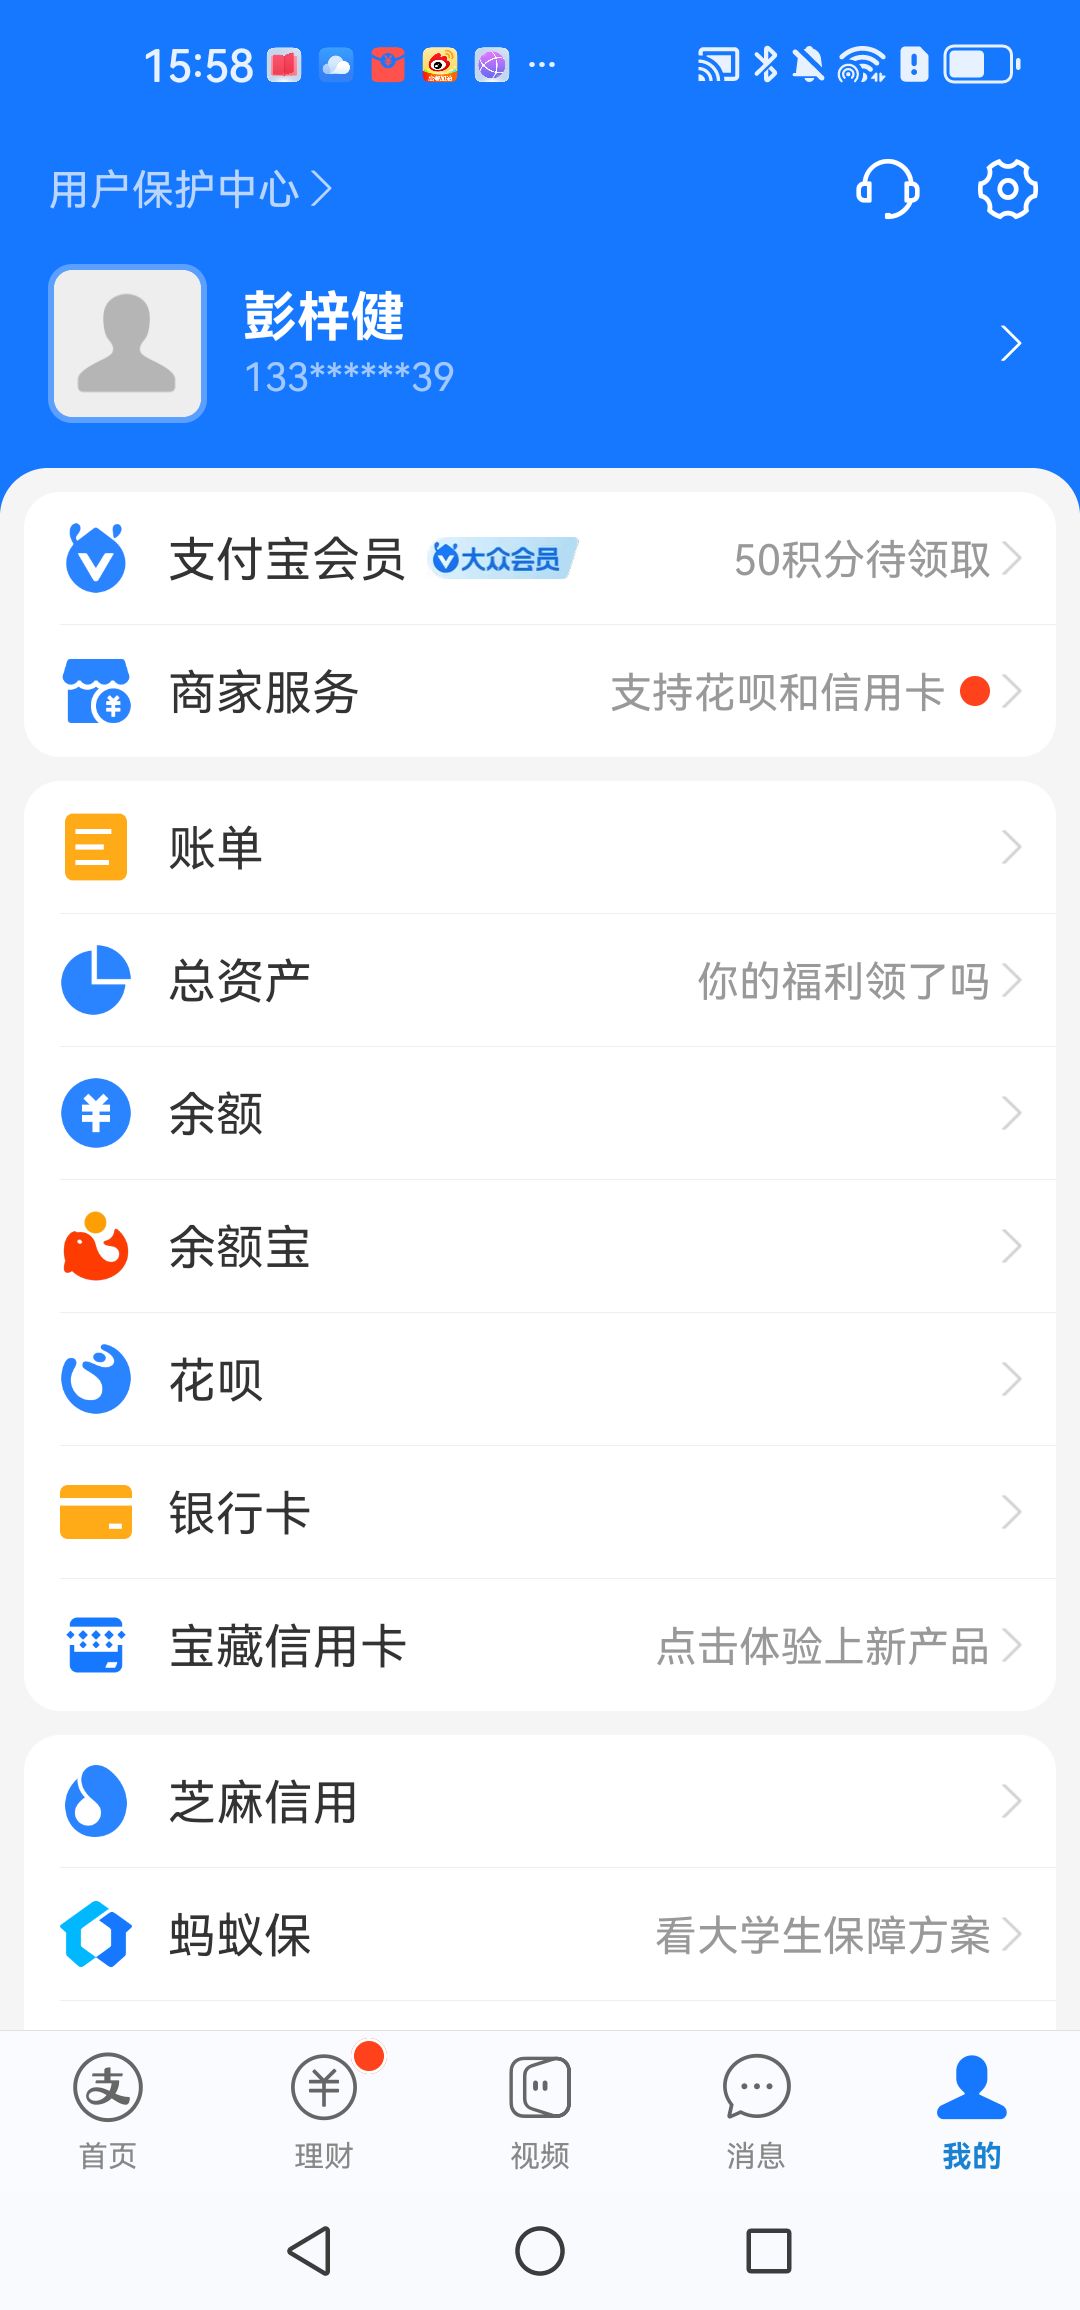 15:58
用户保护中心
彭梓健
133******39
支付宝会员 大众会员 50积分待领取
商家服务 支持花呗和信用卡
账单
总资产 你的福利领了吗
余额
余额宝
花呗
银行卡
宝藏信用卡 点击体验上新产品
芝麻信用
蚂蚁保 看大学生保障方案
首页 理财 视频 消息 我的